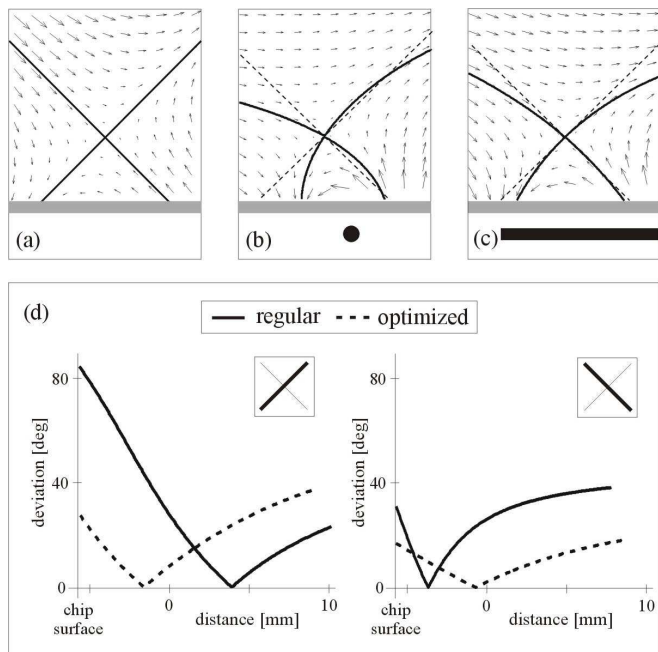 (a)
(b)
(c)
(d)
regular
optimized
deviation [deg]
80
40
0
chip
surface
0
distance [mm]
10
deviation [deg]
80
40
0
chip
surface
0
distance [mm]
10